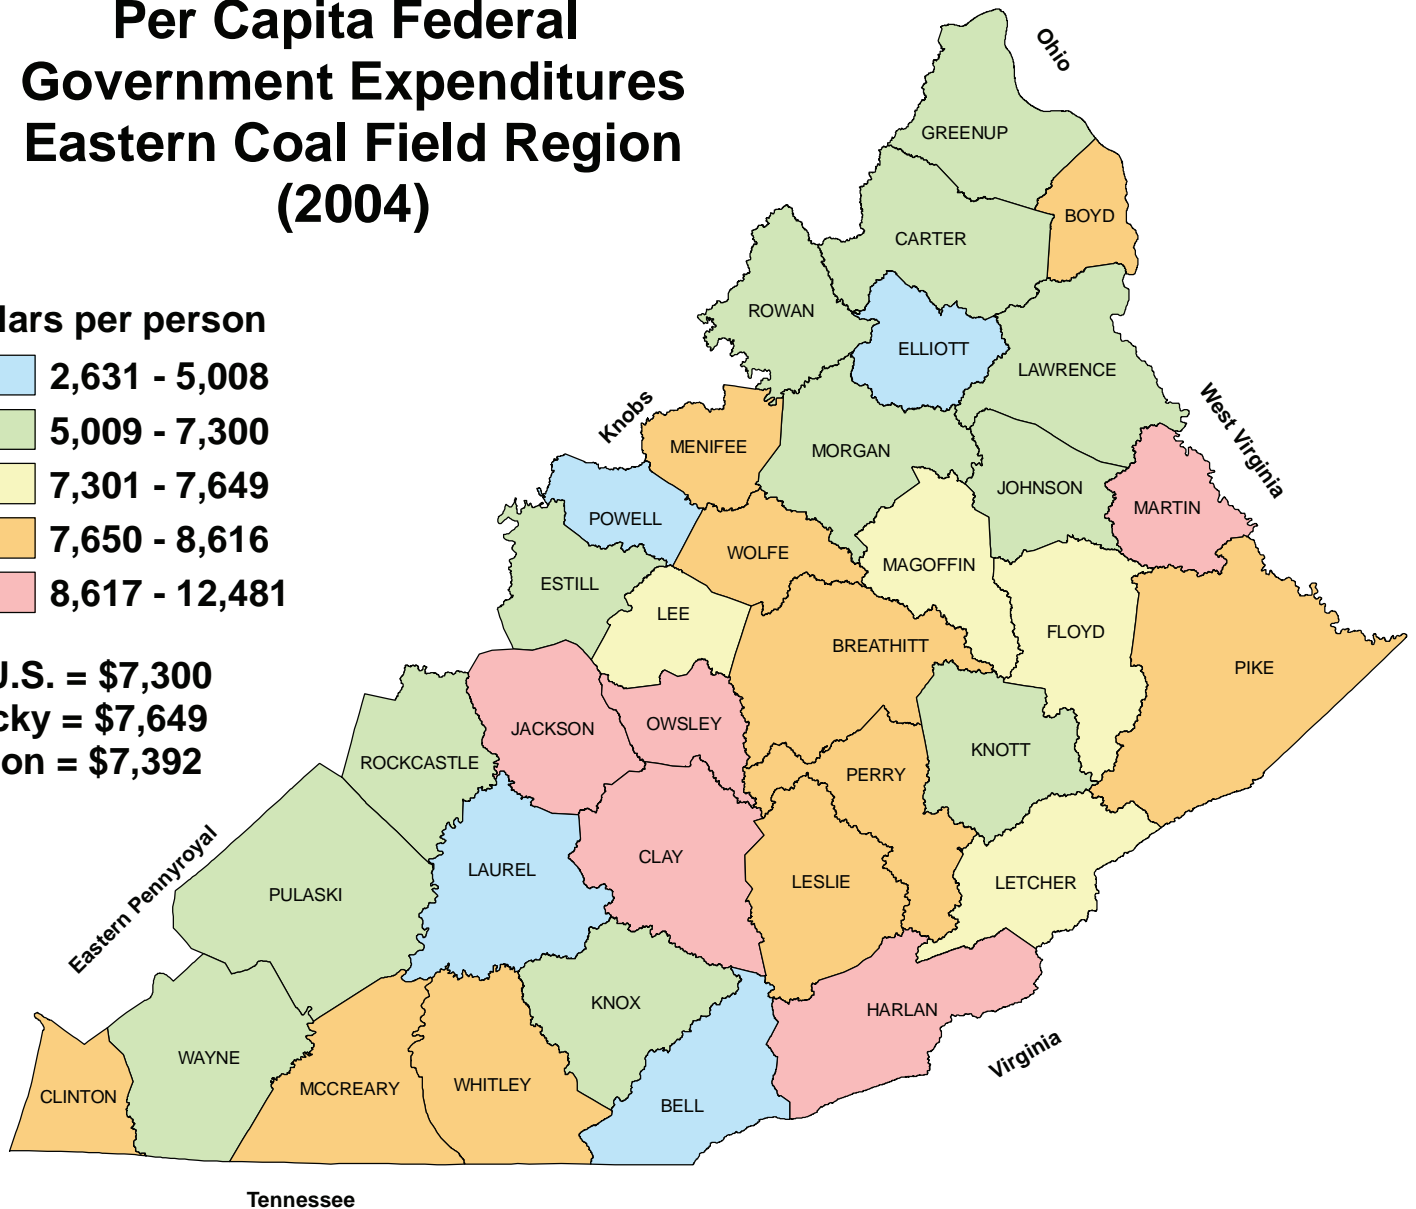 Per Capita Federal
Government Expenditures
Eastern Coal Field Region
(2004)
lars per person
2,631 - 5,008
5,009 - 7,300
7,301 - 7,649
7,650 - 8,616
8,617 - 12,481
U.S. = $7,300
cky = $7,649
on = $7,392
Ohio
GREENUP
BOYD
CARTER
ROWAN
ELLIOTT
LAWRENCE
Knobs
West Virginia
MENIFEE
MORGAN
JOHNSON
MARTIN
POWELL
WOLFE
MAGOFFIN
ESTILL
LEE
FLOYD
BREATHITT
PIKE
JACKSON
OWSLEY
ROCKCASTLE
KNOTT
PERRY
Eastern Pennyroyal
CLAY
LAUREL
LESLIE
LETCHER
PULASKI
KNOX
HARLAN
Virginia
WAYNE
CLINTON
MCCREARY
WHITLEY
BELL
Tennessee